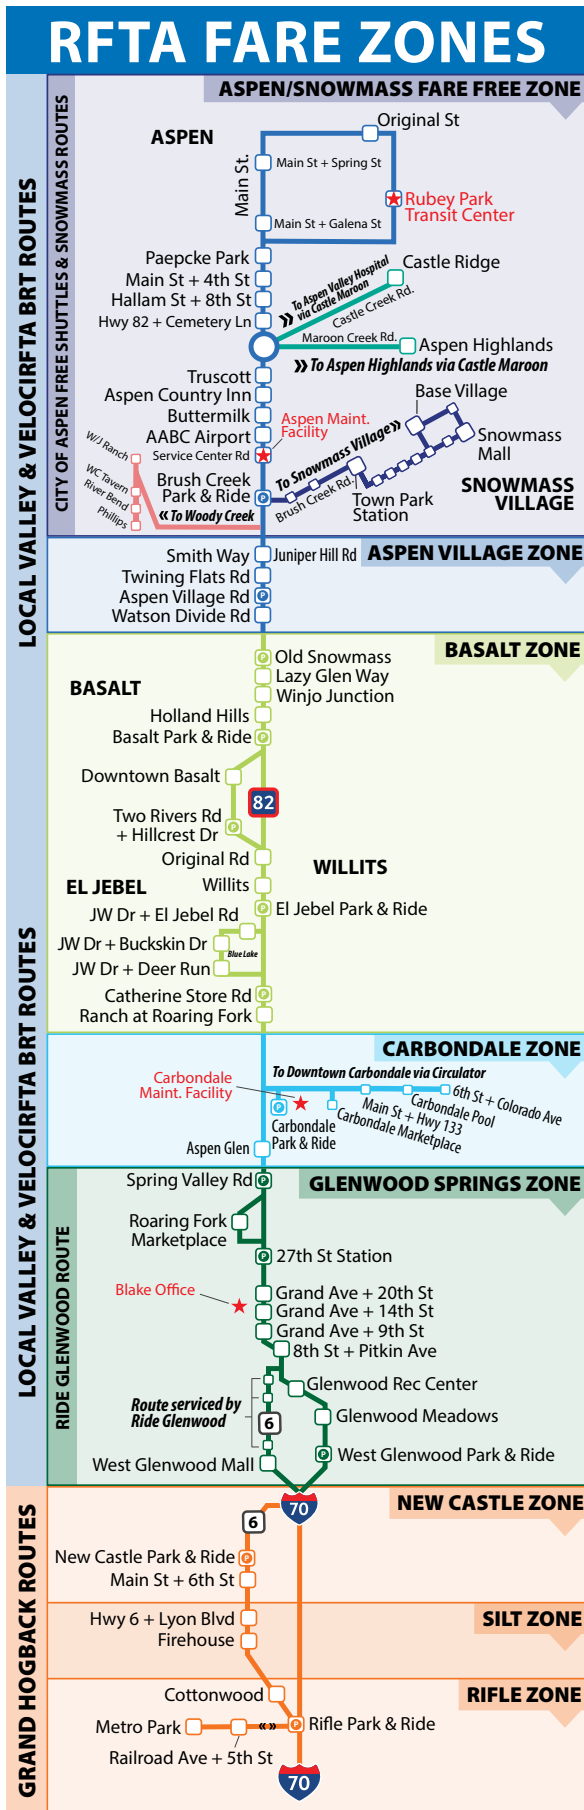 RFTA FARE ZONES
LOCAL VALLEY & VELOCIRFTA BRT ROUTES
CITY OF ASPEN FREE SHUTTLES & SNOWMASS ROUTES
ASPEN/SNOWMASS FARE FREE ZONE
Original St
ASPEN
Main St.
Main St + Spring St
Rubey Park
Transit Center
Main St + Galena St
Paepcke Park
Main St + 4th St
Hallam St + 8th St
Hwy 82 + Cemetery Ln
To Aspen Valley Hospital
via Castle Maroon
Castle Ridge
Castle Creek Rd.
Maroon Creek Rd.
Aspen Highlands
» To Aspen Highlands via Castle Maroon
Truscott
Aspen Country Inn
Buttermilk
AABC Airport
Service Center Rd
Aspen Maint.
Facility
Base Village
Snowmass
Mall
To Snowmass Village »
Brush Creek Rd.
Town Park
Station
SNOWMASS
VILLAGE
W/J Ranch
WC Tavern
River Bend
Phillips
Brush Creek
Park & Ride
P
« To Woody Creek
ASPEN VILLAGE ZONE
Smith Way
Juniper Hill Rd
Twining Flats Rd
Aspen Village Rd
P
Watson Divide Rd
BASALT ZONE
P
Old Snowmass
Lazy Glen Way
Winjo Junction
BASALT
Holland Hills
Basalt Park & Ride
P
Downtown Basalt
82
Two Rivers Rd
+ Hillcrest Dr
P
Original Rd
WILLITS
Willits
EL JEBEL
P
El Jebel Park & Ride
JW Dr + El Jebel Rd
JW Dr + Buckskin Dr
Blue Lake
JW Dr + Deer Run
Catherine Store Rd
P
Ranch at Roaring Fork
LOCAL VALLEY & VELOCIRFTA BRT ROUTES
CARBONDALE ZONE
To Downtown Carbondale via Circulator
Carbondale
Maint. Facility
P
Carbondale
Park & Ride
6th St + Colorado Ave
Carbondale Pool
Main St + Hwy 133
Carbondale Marketplace
Aspen Glen
RIDE GLENWOOD ROUTE
GLENWOOD SPRINGS ZONE
Spring Valley Rd
P
Roaring Fork
Marketplace
P
27th St Station
Blake Office
Grand Ave + 20th St
Grand Ave + 14th St
Grand Ave + 9th St
8th St + Pitkin Ave
Glenwood Rec Center
Route serviced by
Ride Glenwood
6
Glenwood Meadows
P
West Glenwood Park & Ride
West Glenwood Mall
GRAND HOGBACK ROUTES
NEW CASTLE ZONE
70
6
New Castle Park & Ride
P
Main St + 6th St
SILT ZONE
Hwy 6 + Lyon Blvd
Firehouse
RIFLE ZONE
Cottonwood
Metro Park
« »
P
Rifle Park & Ride
Railroad Ave + 5th St
70